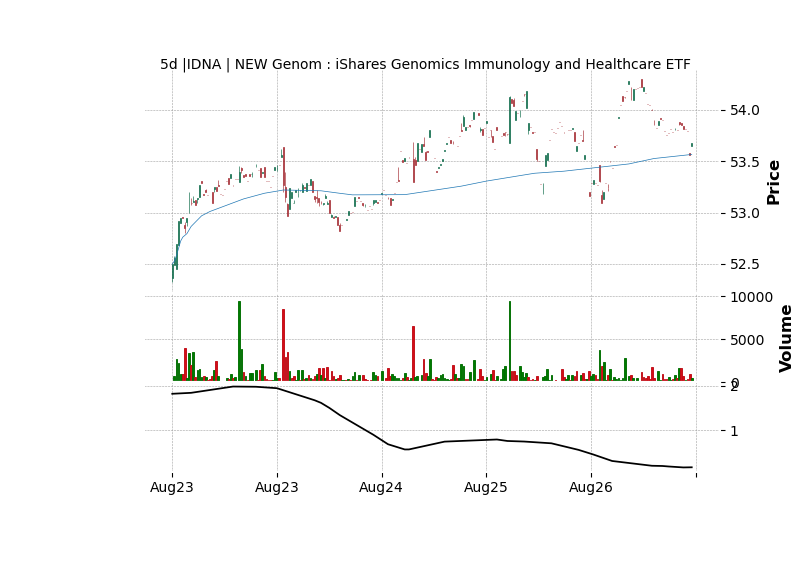 5d |IDNA | NEW Genom : iShares Genomics Immunology and Healthcare ETF
54.0
53.5
53.0
52.5
Price
10000
5000
0
Volume
2
1
Aug23
Aug23
Aug24
Aug25
Aug26